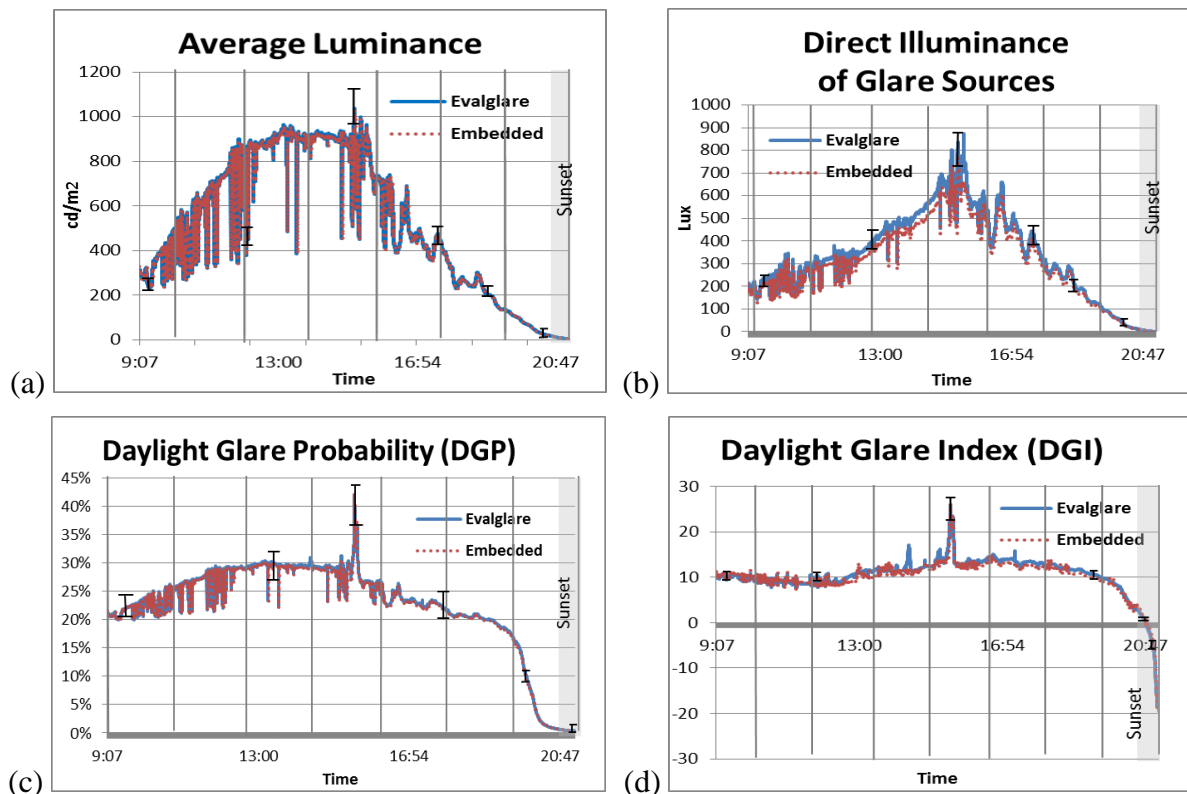 Average Luminance
1200
1000
800
600
400
200
0
cd/m2
Evalglare
Embedded
Sunset
9:07
13:00
16:54
20:47
Time
(a)
Direct Illuminance
of Glare Sources
1000
900
800
700
600
500
400
300
200
100
0
Lux
Evalglare
Embedded
Sunset
9:07
13:00
16:54
20:47
Time
(b)
Daylight Glare Probability (DGP)
45%
40%
35%
30%
25%
20%
15%
10%
5%
0%
Evalglare
Embedded
Sunset
9:07
13:00
16:54
20:47
Time
(c)
Daylight Glare Index (DGI)
30
20
10
0
-10
-20
-30
Evalglare
Embedded
9:07
13:00
16:54
20:47
Sunset
Time
(d)